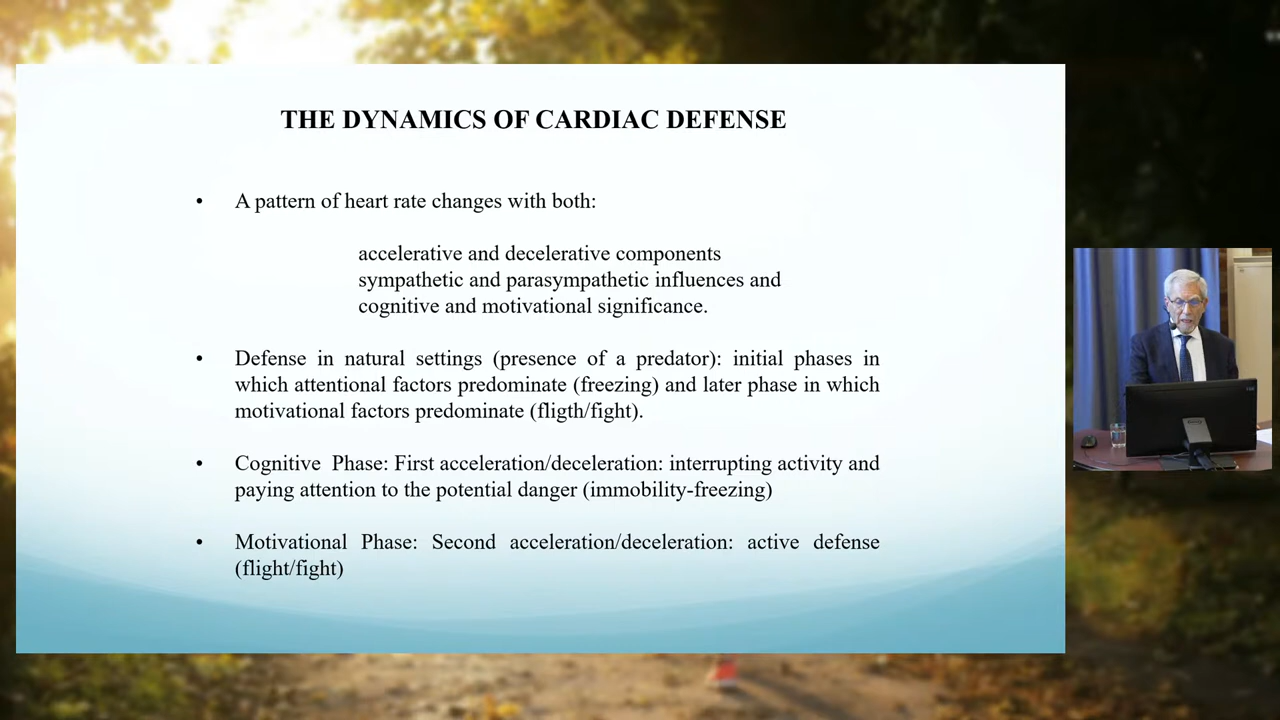 THE DYNAMICS OF CARDIAC DEFENSE
• A pattern of heart rate changes with both:
accelerative and decelerative components
sympathetic and parasympathetic influences and
cognitive and motivational significance.
• Defense in natural settings (presence of a predator): initial phases in
which attentional factors predominate (freezing) and later phase in which
motivational factors predominate (fligth/fight).
• Cognitive Phase: First acceleration/deceleration: interrupting activity and
paying attention to the potential danger (immobility-freezing)
• Motivational Phase: Second acceleration/deceleration: active defense
(flight/fight)